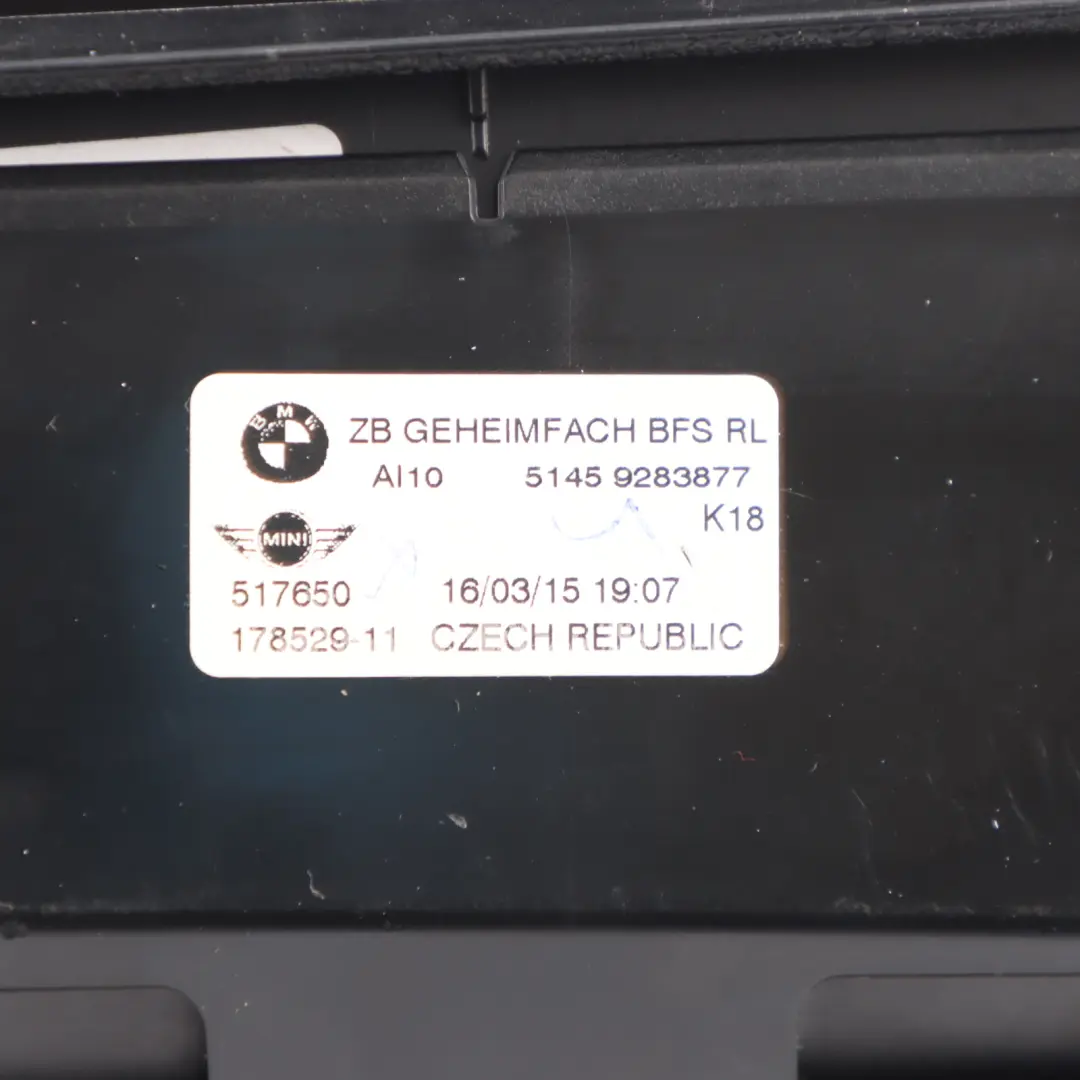 BMW
ZB GEHEIMFACH BFS RL
AI10 5145 9283877
K18
MINI
517650 16/03/15 19:07
178529-11 CZECH REPUBLIC